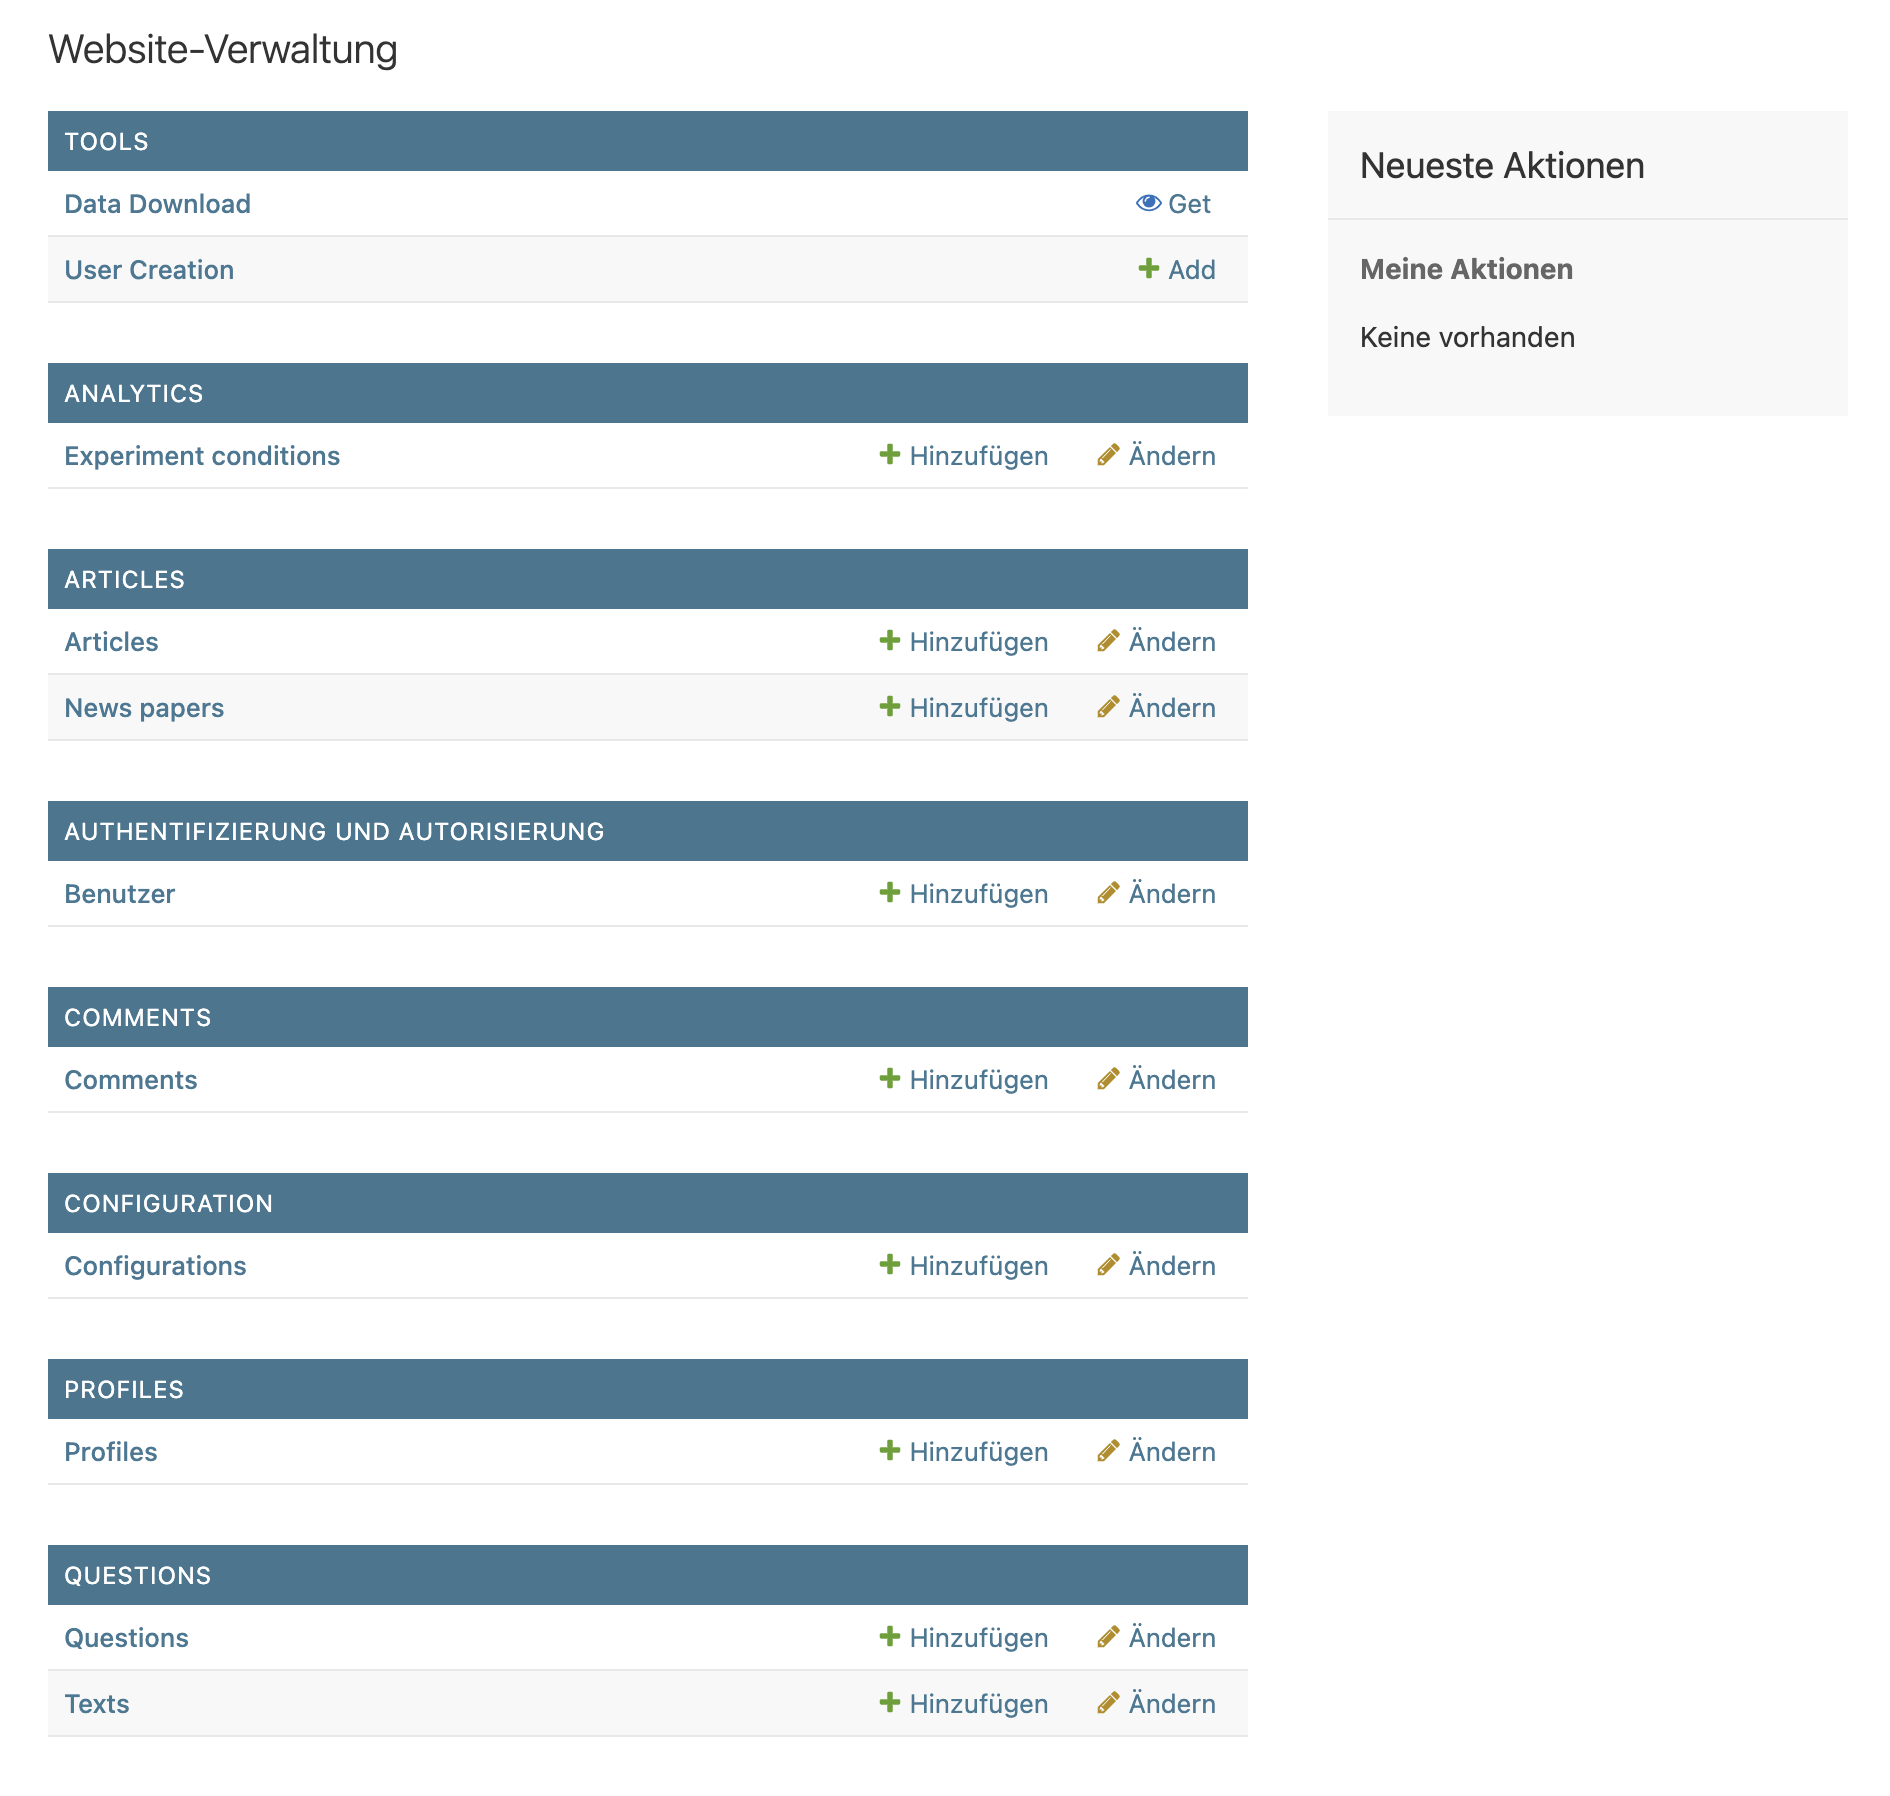 Website-Verwaltung
TOOLS
Data Download Get
User Creation Add
ANALYTICS
Experiment conditions Hinzufügen Ändern
ARTICLES
Articles Hinzufügen Ändern
News papers Hinzufügen Ändern
AUTHENTIFIZIERUNG UND AUTORISIERUNG
Benutzer Hinzufügen Ändern
COMMENTS
Comments Hinzufügen Ändern
CONFIGURATION
Configurations Hinzufügen Ändern
PROFILES
Profiles Hinzufügen Ändern
QUESTIONS
Questions Hinzufügen Ändern
Texts Hinzufügen Ändern
Neueste Aktionen
Meine Aktionen
Keine vorhanden